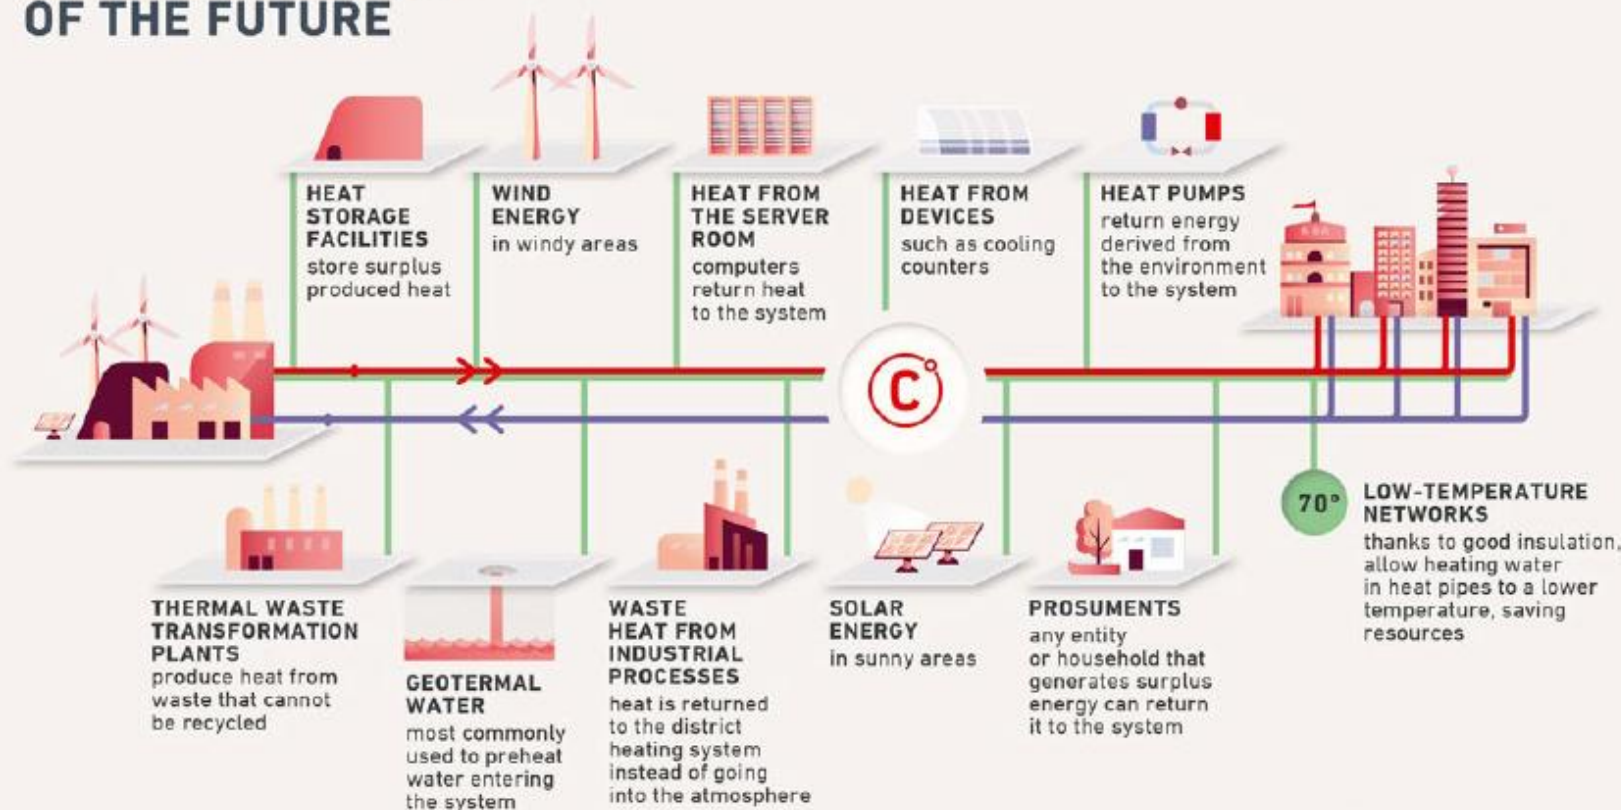 OF THE FUTURE
HEAT
STORAGE
FACILITIES
store surplus
produced heat
WIND
ENERGY
in windy areas
HEAT FROM
THE SERVER
ROOM
computers
return heat
to the system
HEAT FROM
DEVICES
such as cooling
counters
HEAT PUMPS
return energy
derived from
the environment
to the system
C°
70°
LOW-TEMPERATURE
NETWORKS
thanks to good insulation,
allow heating water
in heat pipes to a lower
temperature, saving
resources
THERMAL WASTE
TRANSFORMATION
PLANTS
produce heat from
waste that cannot
be recycled
GEOTERMAL
WATER
most commonly
used to preheat
water entering
the system
WASTE
HEAT FROM
INDUSTRIAL
PROCESSES
heat is returned
to the district
heating system
instead of going
into the atmosphere
SOLAR
ENERGY
in sunny areas
PROSUMENTS
any entity
or household that
generates surplus
energy can return
it to the system